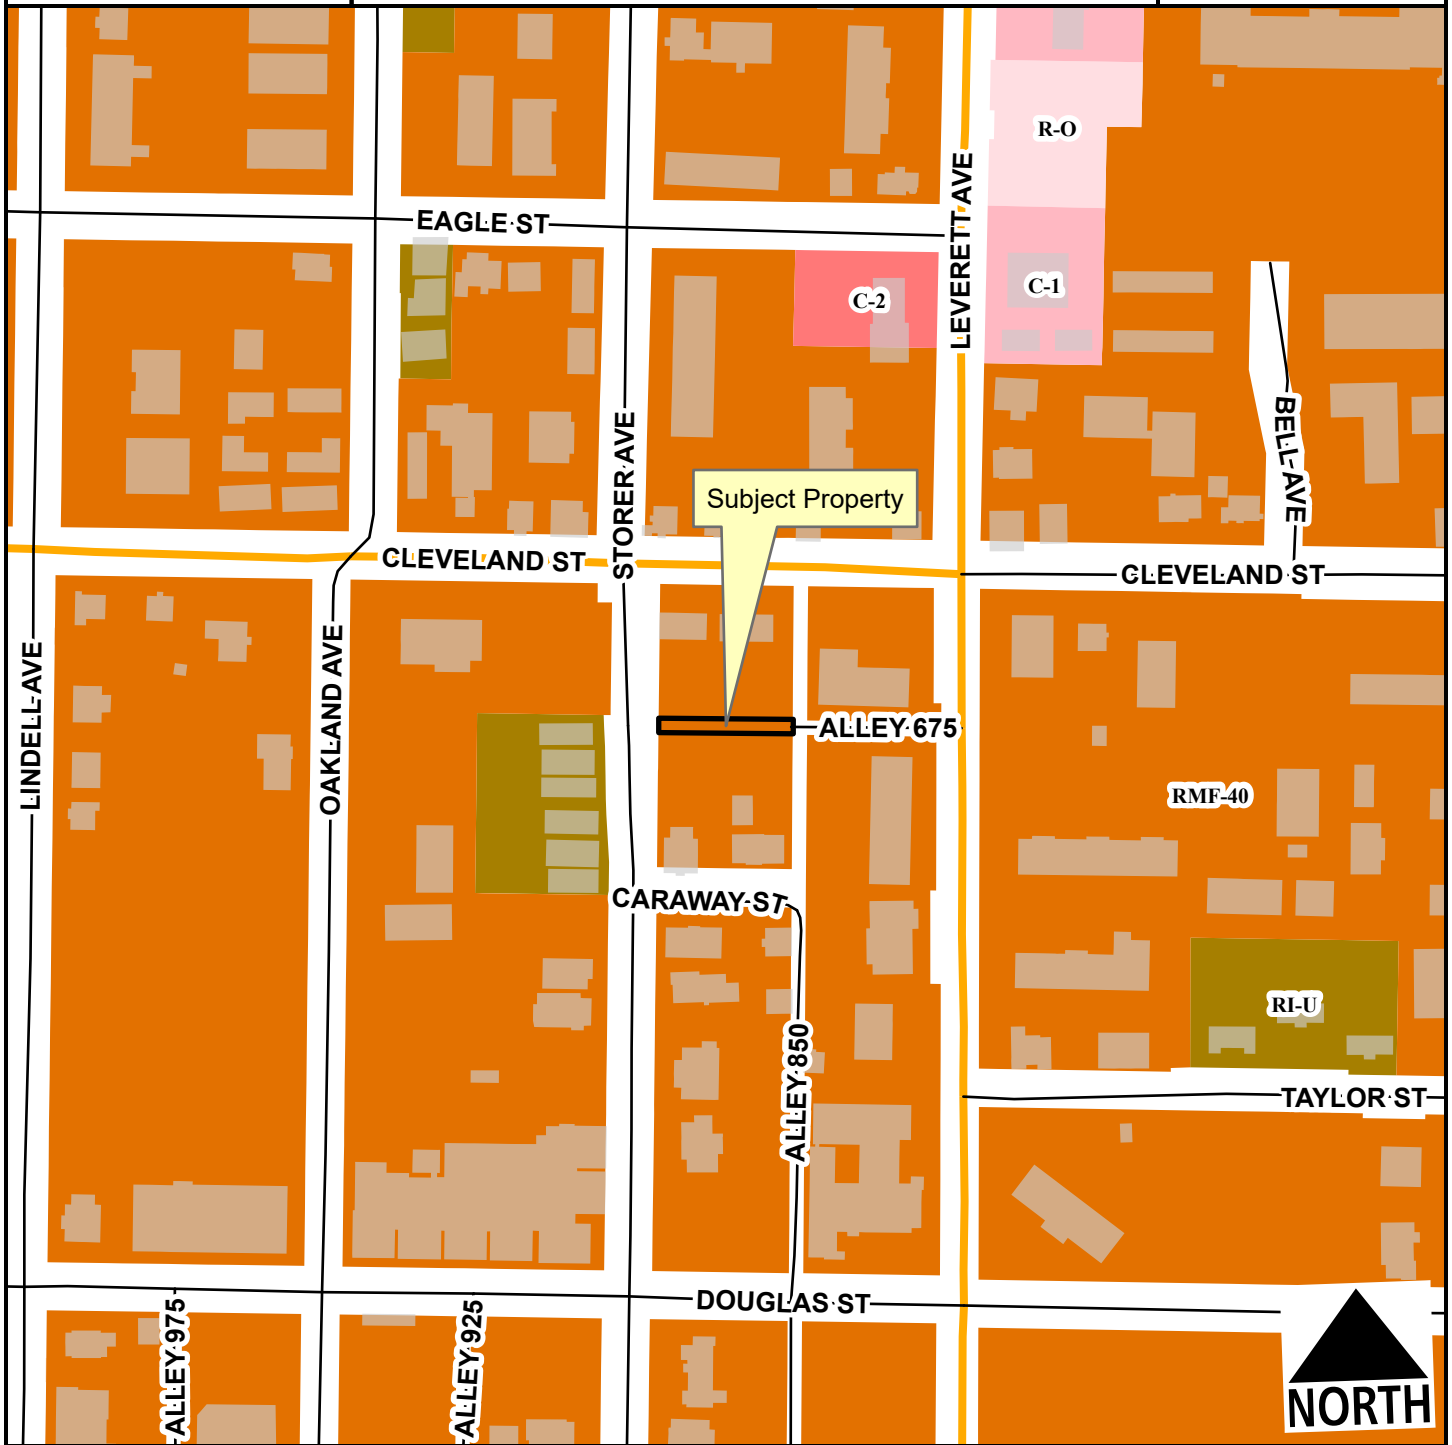 R-O
LEVERETT AVE
EAGLE ST
C-1
C-2
BELL AVE
STORER AVE
Subject Property
CLEVELAND ST
CLEVELAND ST
LINDELL AVE
OAKLAND AVE
ALLEY 675
RMF-40
CARAWAY ST
RI-U
ALLEY 850
TAYLOR ST
DOUGLAS ST
ALLEY 975
ALLEY 925
NORTH